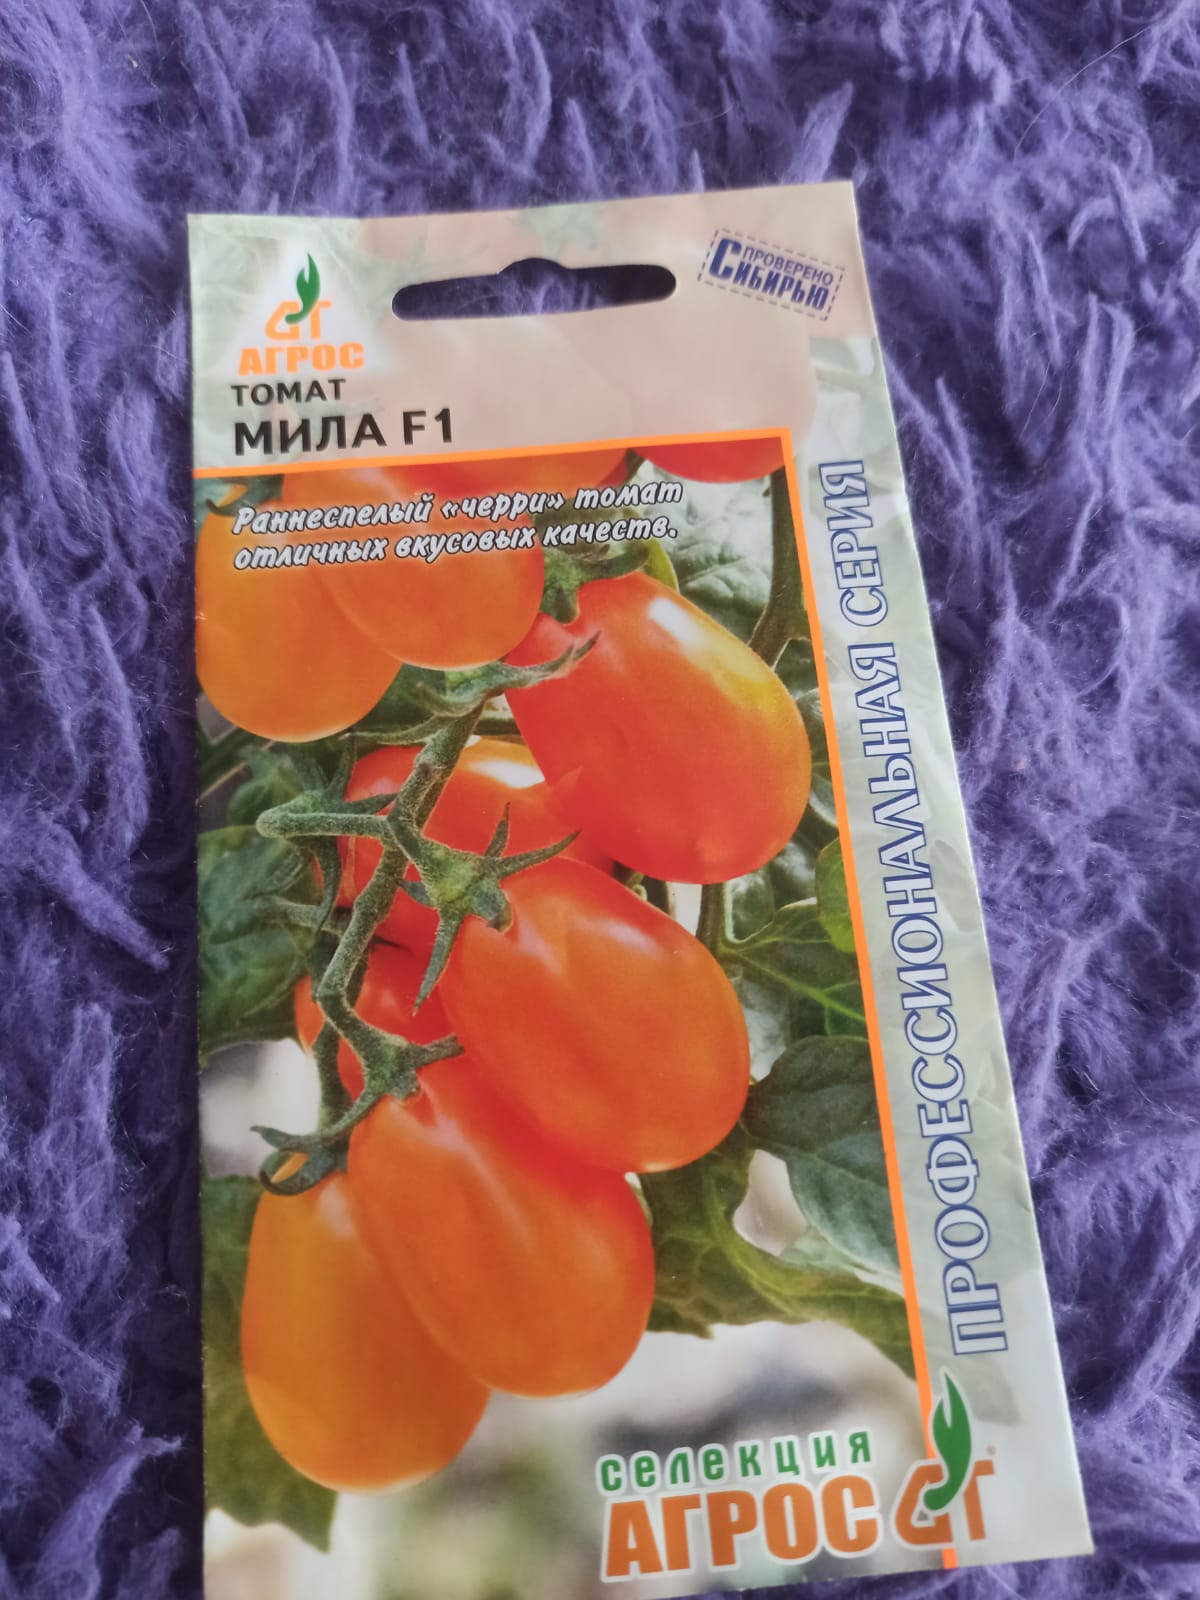 ПРОВЕРЕНО
СИБИРЬЮ
АГРОС
ТОМАТ
МИЛА F1
Раннеспелый «черри» томат
отличных вкусовых качеств.
ПРОФЕССИОНАЛЬНАЯ СЕРИЯ
селекция
АГРОС